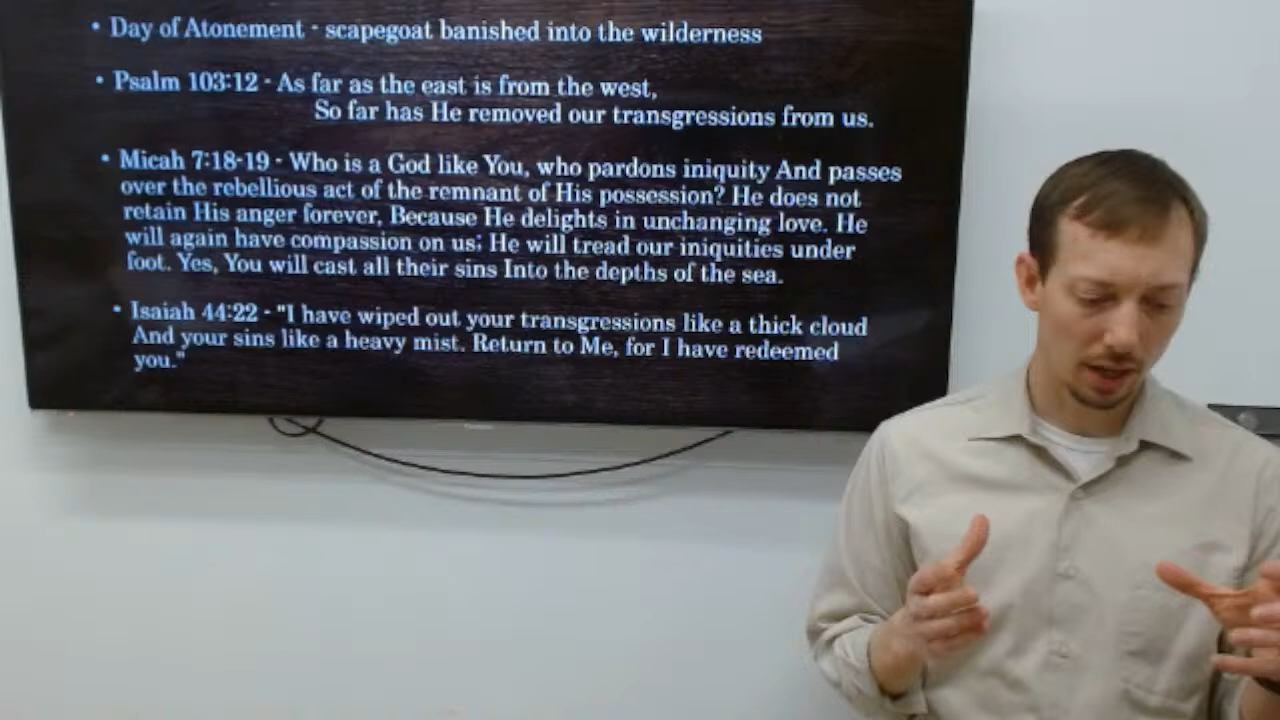 • Day of Atonement - scapegoat banished into the wilderness
• Psalm 103:12 - As far as the east is from the west,
So far has He removed our transgressions from us.
• Micah 7:18-19 - Who is a God like You, who pardons iniquity And passes
over the rebellious act of the remnant of His possession? He does not
retain His anger forever, Because He delights in unchanging love. He
will again have compassion on us; He will tread our iniquities under
foot. Yes, You will cast all their sins Into the depths of the sea.
• Isaiah 44:22 - "I have wiped out your transgressions like a thick cloud
And your sins like a heavy mist. Return to Me, for I have redeemed
you."